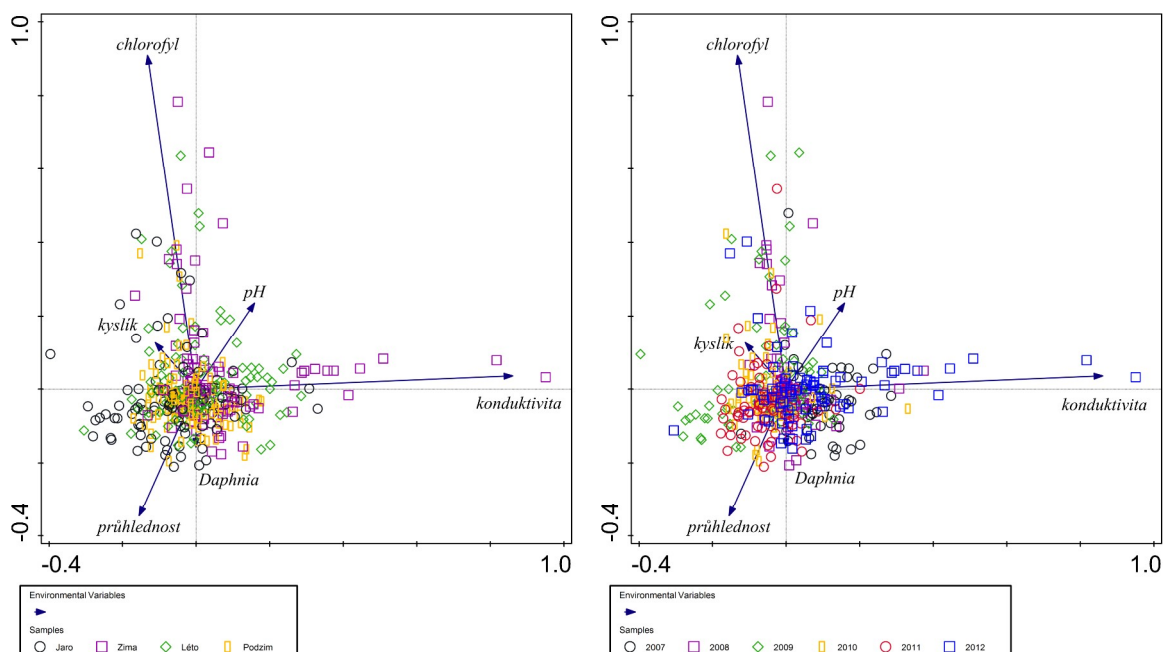 1.0
chlorofyl
pH
kyslík
konduktivita
Daphnia
průhlednost
-0.4
-0.4
1.0
Environmental Variables
Samples
Jaro Zima Léto Podzim
1.0
chlorofyl
pH
kyslík
konduktivita
Daphnia
průhlednost
-0.4
-0.4
1.0
Environmental Variables
Samples
2007 2008 2009 2010 2011 2012